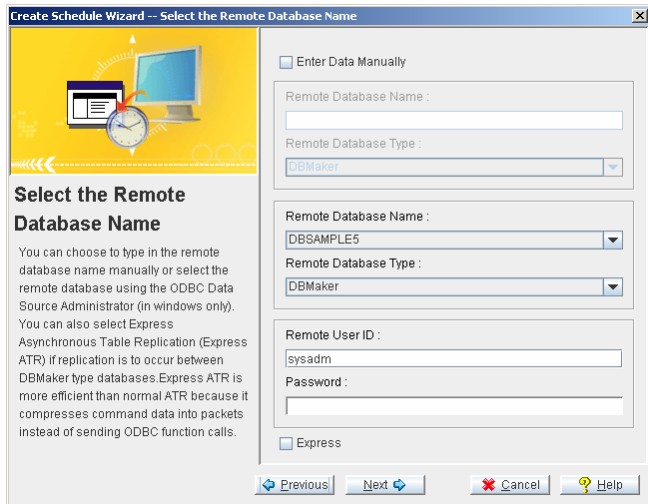 Create Schedule Wizard -- Select the Remote Database Name
Select the Remote
Database Name
You can choose to type in the remote
database name manually or select the
remote database using the ODBC Data
Source Administrator (in windows only).
You can also select Express
Asynchronous Table Replication (Express
ATR) if replication is to occur between
DBMaker type databases.Express ATR is
more efficient than normal ATR because it
compresses command data into packets
instead of sending ODBC function calls.
Enter Data Manually
Remote Database Name :
Remote Database Type :
DBMaker
Remote Database Name :
DBSAMPLE5
Remote Database Type :
DBMaker
Remote User ID :
sysadm
Password :
Express
Previous
Next
Cancel
Help